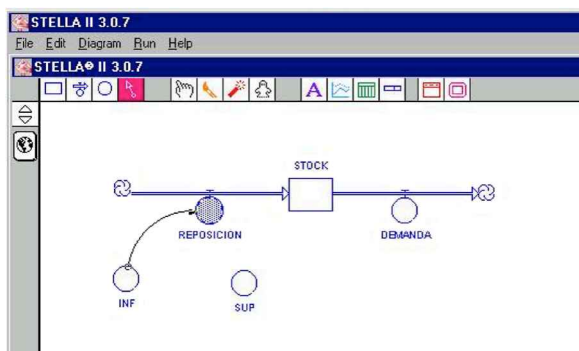 STELLA II 3.0.7
File Edit Diagram Run Help
STELLA® II 3.0.7
A
STOCK
REPOSICION
DEMANDA
INF
SUP